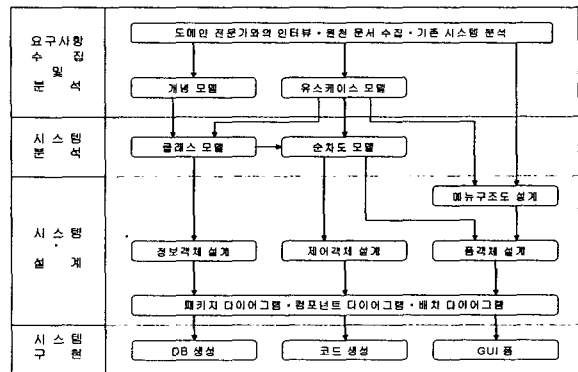 요구사항
수 집
및
분 석
도메인 전문가와의 인터뷰 · 원천 문서 수집 · 기존 시스템 분석
개념 모델
유스케이스 모델
시 스 템
분 석
클래스 모델
순차도 모델
메뉴구조도 설계
시 스 템
설 계
정보객체 설계
제어객체 설계
폼객체 설계
패키지 다이어그램 · 컴포넌트 다이어그램 · 배치 다이어그램
시스템
구 현
DB 생성
코드 생성
GUI 폼